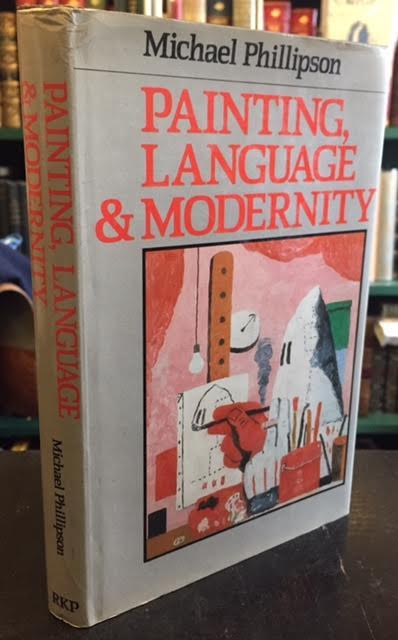 Michael Phillipson
PAINTING,
LANGUAGE
& MODERNITY
PAINTING, LANGUAGE
& MODERNITY
Michael Phillipson
RKP